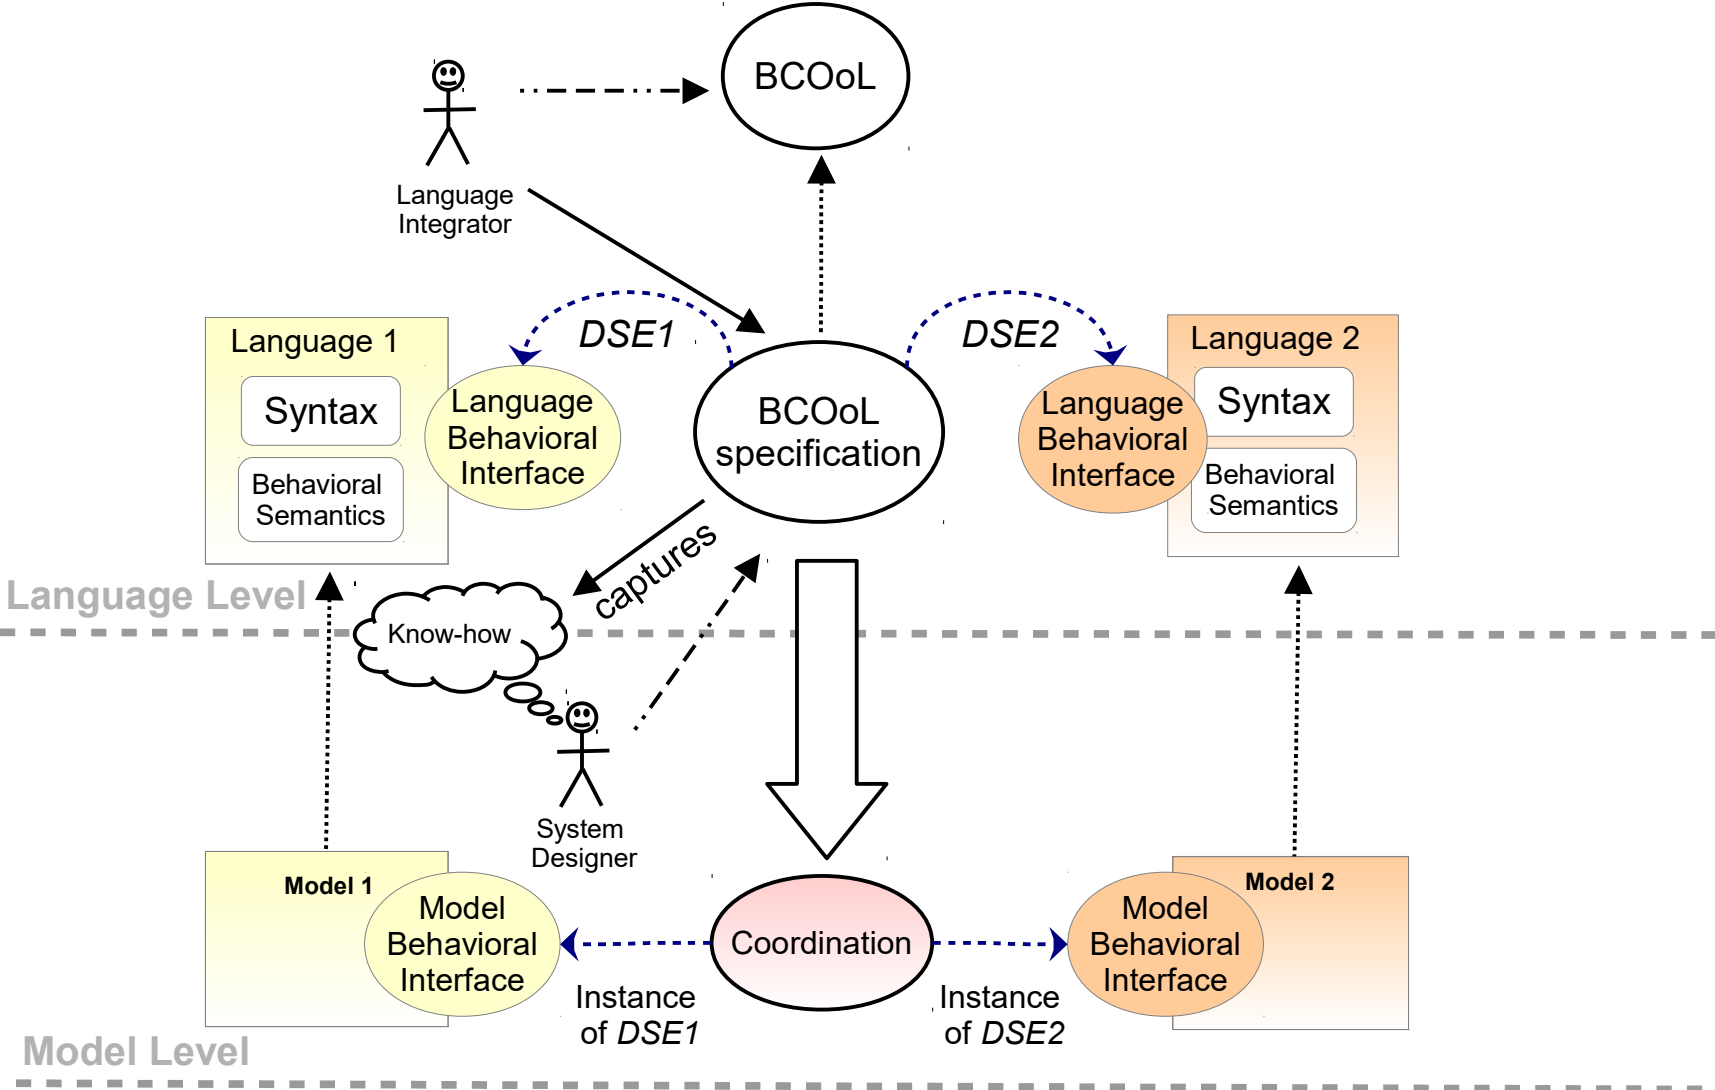 BCOoL
Language
Integrator
DSE1
DSE2
Language 1
Syntax
Behavioral
Semantics
Language
Behavioral
Interface
BCOoL
specification
Language
Behavioral
Interface
Language 2
Syntax
Behavioral
Semantics
captures
Language Level
Know-how
System
Designer
Model 1
Model
Behavioral
Interface
Coordination
Model
Behavioral
Interface
Model 2
Instance
of DSE1
Instance
of DSE2
Model Level